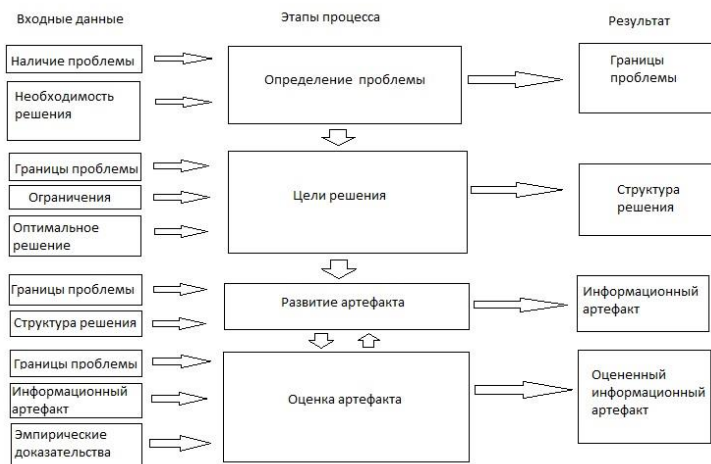 Входные данные
Этапы процесса
Результат
Наличие проблемы
Необходимость
решения
Определение проблемы
Границы
проблемы
Границы проблемы
Ограничения
Оптимальное
решение
Цели решения
Структура
решения
Границы проблемы
Структура решения
Развитие артефакта
Информационный
артефакт
Границы проблемы
Информационный
артефакт
Эмпирические
доказательства
Оценка артефакта
Оцененный
информационный
артефакт